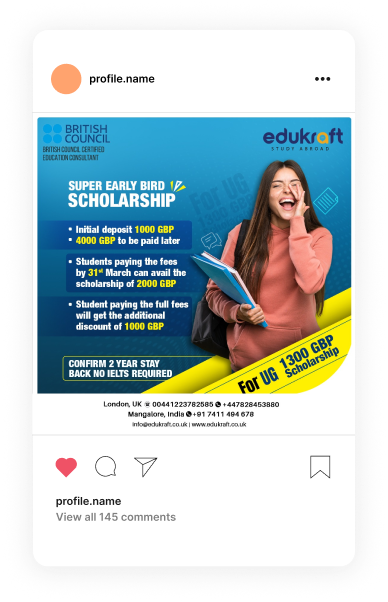 profile.name
BRITISH
COUNCIL
BRITISH COUNCIL CERTIFIED
EDUCATION CONSULTANT
edukraft
STUDY ABROAD
For UG
SUPER EARLY BIRD
SCHOLARSHIP
• Initial deposit 1000 GBP
• 4000 GBP to be paid later
• Students paying the fees
by 31st March can avail the
scholarship of 2000 GBP
• Student paying the full fees
will get the additional
discount of 1000 GBP
CONFIRM 2 YEAR STAY
BACK NO IELTS REQUIRED
For UG 1300 GBP
Scholarship
London, UK ☎ 00441223782585 +447828453880
Mangalore, India +91 7411 494 678
info@edukraft.co.uk | www.edukraft.co.uk
profile.name
View all 145 comments